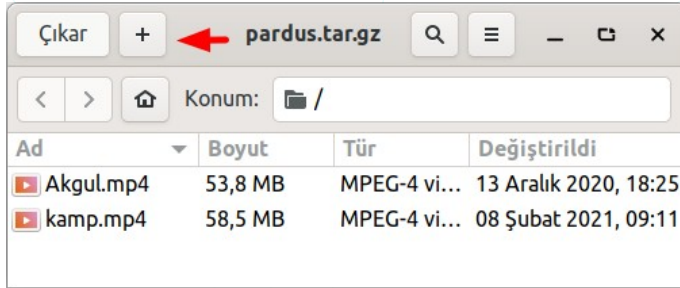 Çıkar + pardus.tar.gz
Konum: /
Ad Boyut Tür Değiştirildi
Akgul.mp4 53,8 MB MPEG-4 vi... 13 Aralık 2020, 18:25
kamp.mp4 58,5 MB MPEG-4 vi... 08 Şubat 2021, 09:11